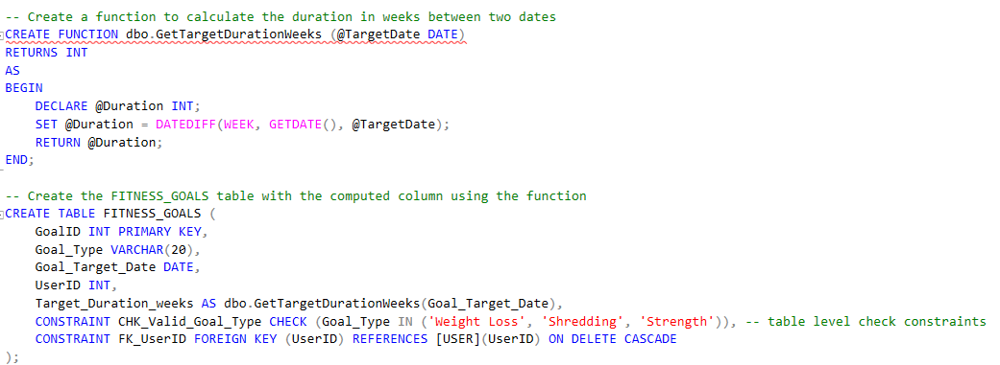 -- Create a function to calculate the duration in weeks between two dates
CREATE FUNCTION dbo.GetTargetDurationWeeks (@TargetDate DATE)
RETURNS INT
AS
BEGIN
    DECLARE @Duration INT;
    SET @Duration = DATEDIFF(WEEK, GETDATE(), @TargetDate);
    RETURN @Duration;
END;

-- Create the FITNESS_GOALS table with the computed column using the function
CREATE TABLE FITNESS_GOALS (
    GoalID INT PRIMARY KEY,
    Goal_Type VARCHAR(20),
    Goal_Target_Date DATE,
    UserID INT,
    Target_Duration_weeks AS dbo.GetTargetDurationWeeks(Goal_Target_Date),
    CONSTRAINT CHK_Valid_Goal_Type CHECK (Goal_Type IN ('Weight Loss', 'Shredding', 'Strength')), -- table level check constraints
    CONSTRAINT FK_UserID FOREIGN KEY (UserID) REFERENCES [USER](UserID) ON DELETE CASCADE
);